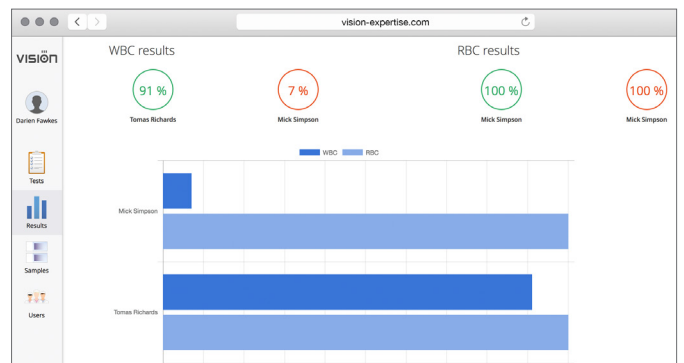 vision-expertise.com
VISIÖN
Darien Fawkes
Tests
Results
Samples
Users
WBC results
91 %
Tomas Richards
7 %
Mick Simpson
RBC results
100 %
Mick Simpson
100 %
Mick Simpson
WBC RBC
Mick Simpson
Tomas Richards